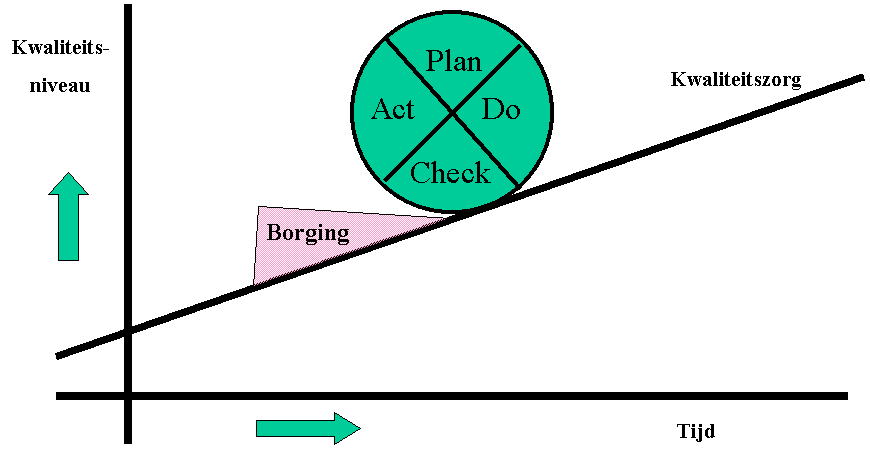 Kwaliteits-
niveau
Plan
Act
Do
Check
Kwaliteitszorg
Borging
Tijd